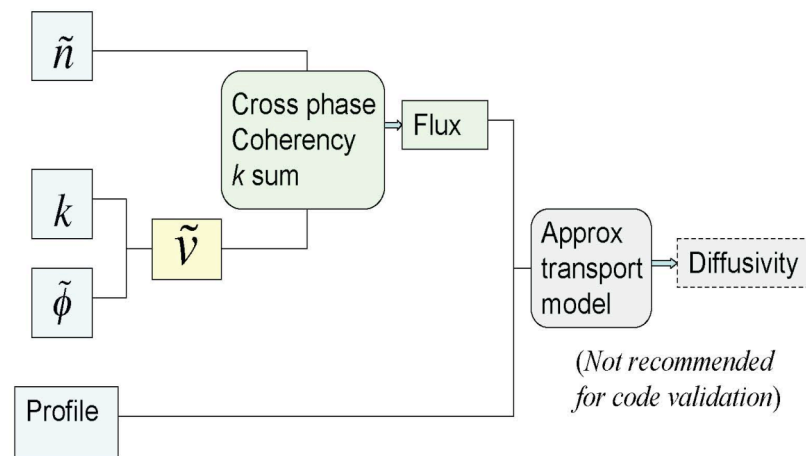 ñ
Cross phase
Coherency
k sum
Flux
k
ṽ
ϕ̃
Approx
transport
model
Diffusivity
(Not recommended
for code validation)
Profile